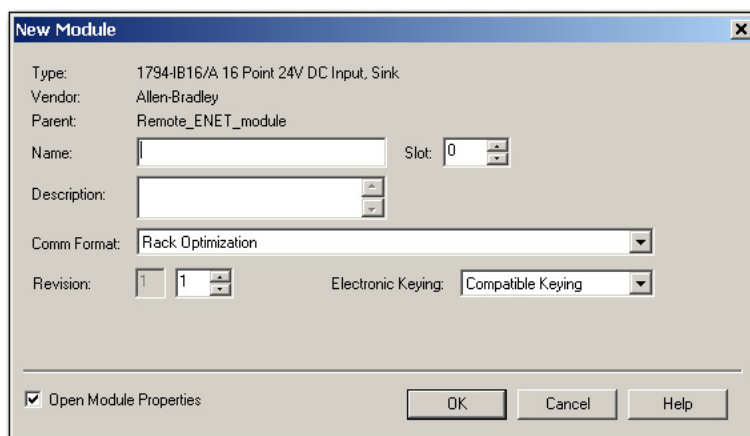 New Module
Type: 1794-IB16/A 16 Point 24V DC Input, Sink
Vendor: Allen-Bradley
Parent: Remote_ENET_module
Name: Slot: 0
Description:
Comm Format: Rack Optimization
Revision: 1 1 Electronic Keying: Compatible Keying
Open Module Properties OK Cancel Help